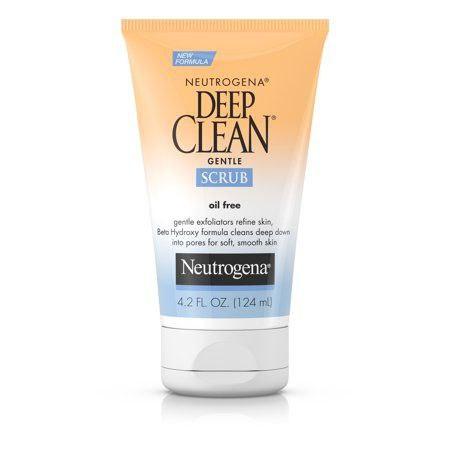 NEW
FORMULA
NEUTROGENA®
DEEP
CLEAN®
GENTLE
SCRUB
oil free
gentle exfoliators refine skin,
Beta Hydroxy formula cleans deep down
into pores for soft, smooth skin
Neutrogena®
4.2 FL. OZ. (124 mL)